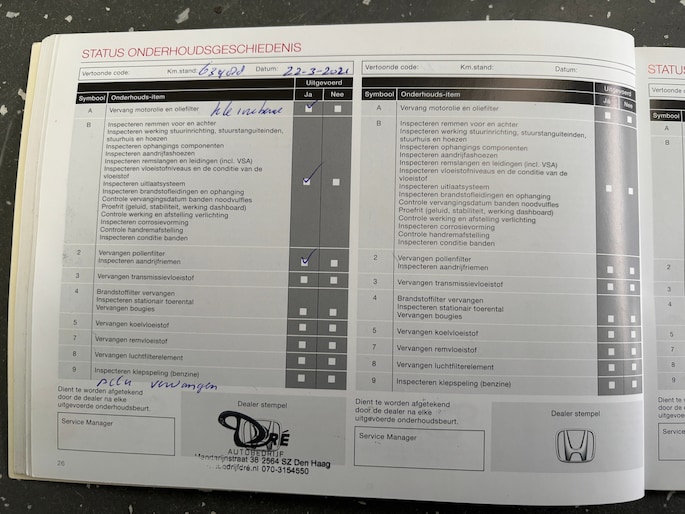 STATUS ONDERHOUDSGESCHIEDENIS
Vertoonde code:
Km.stand:
Datum: 22-3-2021
Uitgevoerd
Symbool Onderhouds-item Ja Nee
A Vervang motorolie en oliefilter
B Inspecteren remmen voor en achter
Inspecteren werking stuurinrichting, stuurstanguiteinden,
stuurhuis en hoezen
Inspecteren ophangings componenten
Inspecteren aandrijfashoezen
Inspecteren remslangen en leidingen (incl. VSA)
Inspecteren vloeistofniveaus en de conditie van de
vloeistof
Inspecteren uitlaatsysteem
Inspecteren brandstofleidingen en ophanging
Controle vervangingsdatum banden noodvulfles
Proefrit (geluid, stabiliteit, werking dashboard)
Controle werking en afstelling verlichting
Inspecteren corrosievorming
Controle handremafstelling
Inspecteren conditie banden
2 Vervangen pollenfilter
Inspecteren aandrijfriemen
3 Vervangen transmissievloeistof
4 Brandstoffilter vervangen
Inspecteren stationair toerental
Vervangen bougies
5 Vervangen koelvloeistof
7 Vervangen remvloeistof
8 Vervangen luchtfilterelement
9 Inspecteren klepspeling (benzine)
accu vervangen
Dient te worden afgetekend
door de dealer na elke
uitgevoerde onderhoudsbeurt.
Service Manager
Dealer stempel
CRÉ
AUTOBEDRIJF
38 2564 SZ Den Haag
070-3154550
26
Vertoonde code:
Km.stand:
Datum:
Uitgevoerd
Symbool Onderhouds-item Ja Nee
A Vervang motorolie en oliefilter
B Inspecteren remmen voor en achter
Inspecteren werking stuurinrichting, stuurstanguiteinden,
stuurhuis en hoezen
Inspecteren ophangings componenten
Inspecteren aandrijfashoezen
Inspecteren remslangen en leidingen (incl. VSA)
Inspecteren vloeistofniveaus en de conditie van de
vloeistof
Inspecteren uitlaatsysteem
Inspecteren brandstofleidingen en ophanging
Controle vervangingsdatum banden noodvulfles
Proefrit (geluid, stabiliteit, werking dashboard)
Controle werking en afstelling verlichting
Inspecteren corrosievorming
Controle handremafstelling
Inspecteren conditie banden
2 Vervangen pollenfilter
Inspecteren aandrijfriemen
3 Vervangen transmissievloeistof
4 Brandstoffilter vervangen
Inspecteren stationair toerental
Vervangen bougies
5 Vervangen koelvloeistof
7 Vervangen remvloeistof
8 Vervangen luchtfilterelement
9 Inspecteren klepspeling (benzine)
Dient te worden afgetekend
door de dealer na elke
uitgevoerde onderhoudsbeurt.
Service Manager
Dealer stempel
STATUS
Vertoonde
Symbool
A
B
2
3
4
5
7
8
9
Dient te
door de
uitgevoer
Service